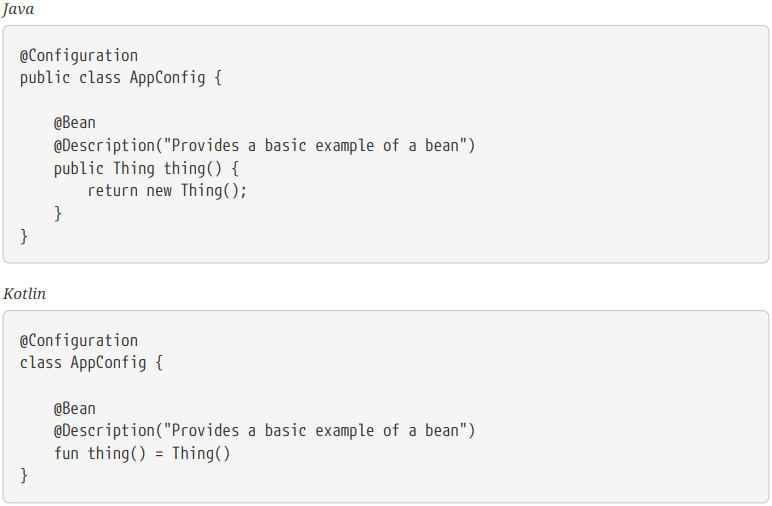 Java
@Configuration
public class AppConfig {
    @Bean
    @Description("Provides a basic example of a bean")
    public Thing thing() {
        return new Thing();
    }
}
Kotlin
@Configuration
class AppConfig {
    @Bean
    @Description("Provides a basic example of a bean")
    fun thing() = Thing()
}